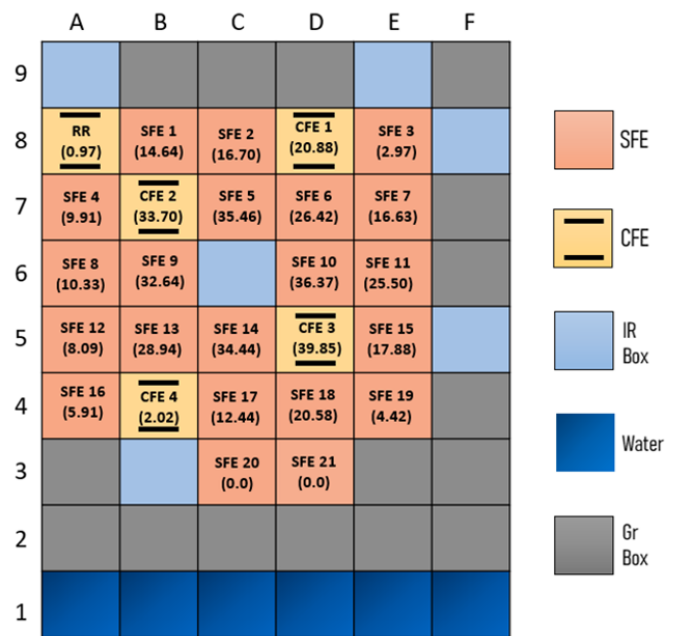 A B C D E F
9
8
RR
(0.97)
SFE 1
(14.64)
SFE 2
(16.70)
CFE 1
(20.88)
SFE 3
(2.97)
7
SFE 4
(9.91)
CFE 2
(33.70)
SFE 5
(35.46)
SFE 6
(26.42)
SFE 7
(16.63)
6
SFE 8
(10.33)
SFE 9
(32.64)
SFE 10
(36.37)
SFE 11
(25.50)
5
SFE 12
(8.09)
SFE 13
(28.94)
SFE 14
(34.44)
CFE 3
(39.85)
SFE 15
(17.88)
4
SFE 16
(5.91)
CFE 4
(2.02)
SFE 17
(12.44)
SFE 18
(20.58)
SFE 19
(4.42)
3
SFE 20
(0.0)
SFE 21
(0.0)
2
1
SFE
CFE
IR
Box
Water
Gr
Box